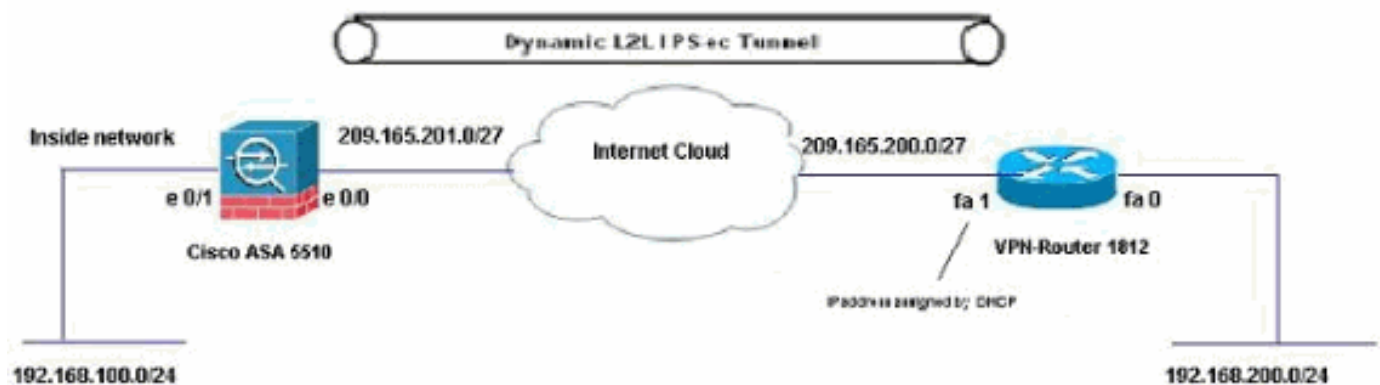 Dynamic L2L IPS-ec Tunnel
Inside network
209.165.201.0/27
Internet Cloud
209.165.200.0/27
e 0/1
e 0/0
fa 1
fa 0
Cisco ASA 5510
VPN-Router 1812
IP address assigned by DHCP
192.168.100.0/24
192.168.200.0/24